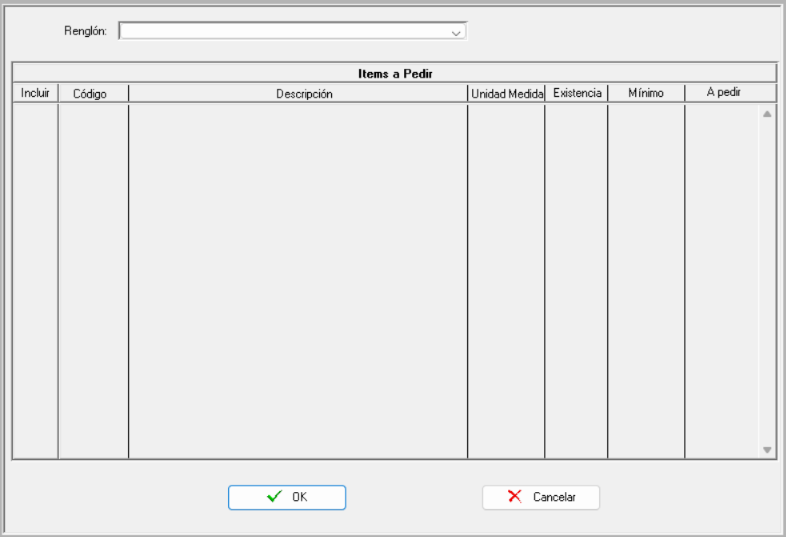 Renglón:
Items a Pedir
Incluir Código Descripción Unidad Medida Existencia Mínimo A pedir
OK Cancelar